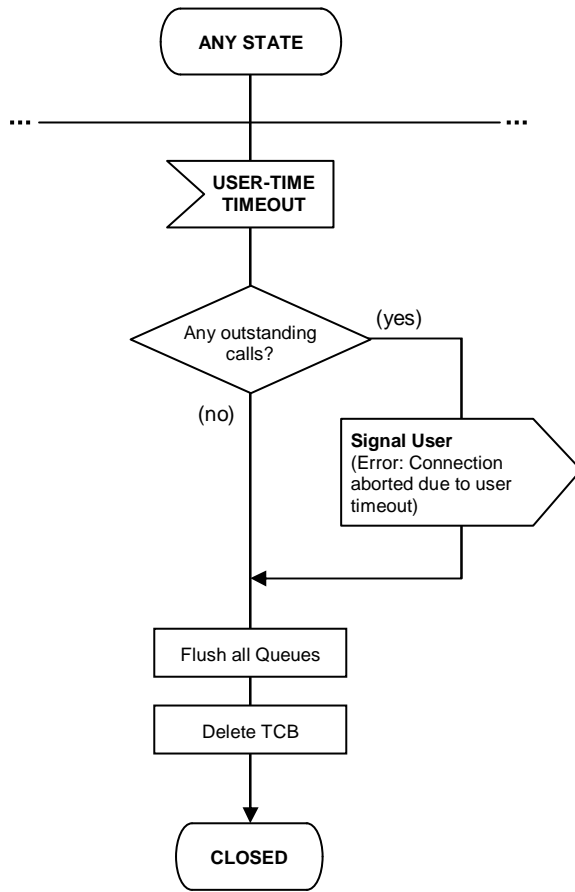 ANY STATE
... ...
USER-TIME
TIMEOUT
Any outstanding
calls?
(yes)
(no)
Signal User
(Error: Connection
aborted due to user
timeout)
Flush all Queues
Delete TCB
CLOSED